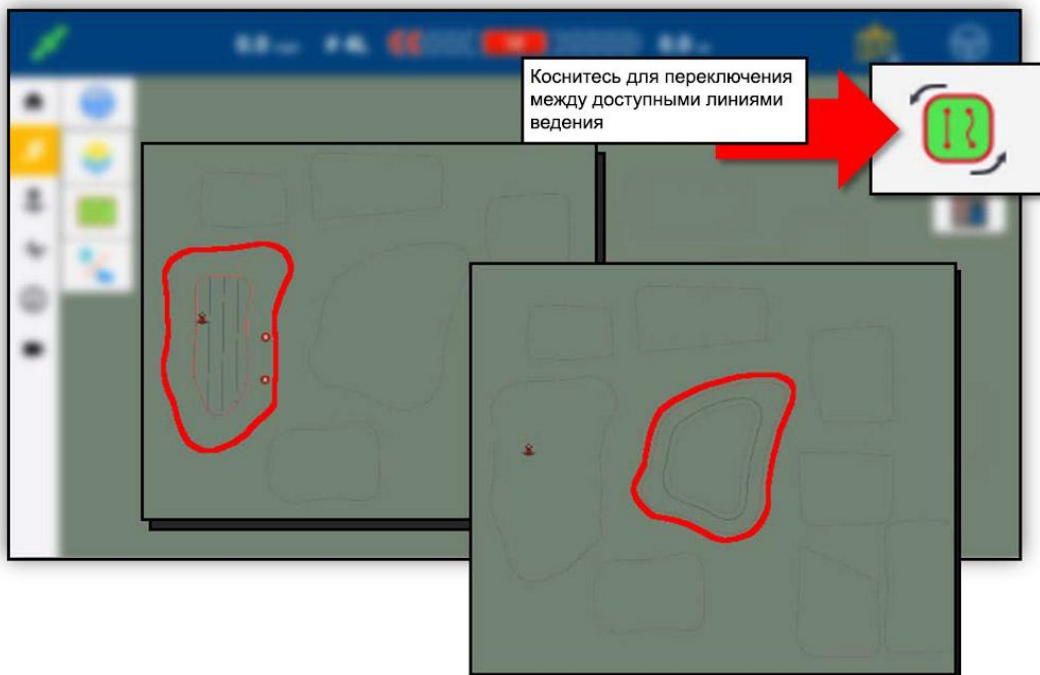 Коснитесь для переключения
между доступными линиями
ведения